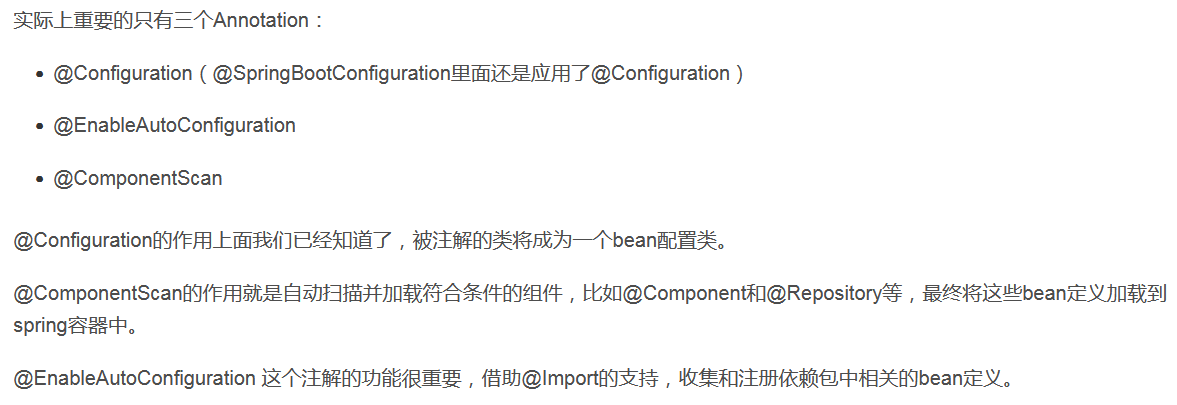 实际上重要的只有三个Annotation：
• @Configuration（@SpringBootConfiguration里面还是应用了@Configuration）
• @EnableAutoConfiguration
• @ComponentScan
@Configuration的作用上面我们已经知道了，被注解的类将成为一个bean配置类。
@ComponentScan的作用就是自动扫描并加载符合条件的组件，比如@Component和@Repository等，最终将这些bean定义加载到
spring容器中。
@EnableAutoConfiguration 这个注解的功能很重要，借助@Import的支持，收集和注册依赖包中相关的bean定义。